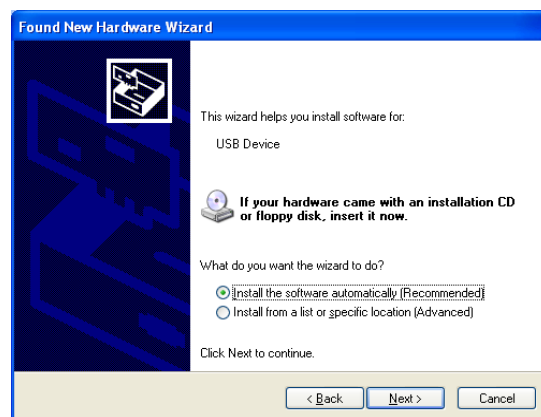 Found New Hardware Wizard
This wizard helps you install software for:
USB Device
If your hardware came with an installation CD
or floppy disk, insert it now.
What do you want the wizard to do?
Install the software automatically (Recommended)
Install from a list or specific location (Advanced)
Click Next to continue.
< Back
Next >
Cancel